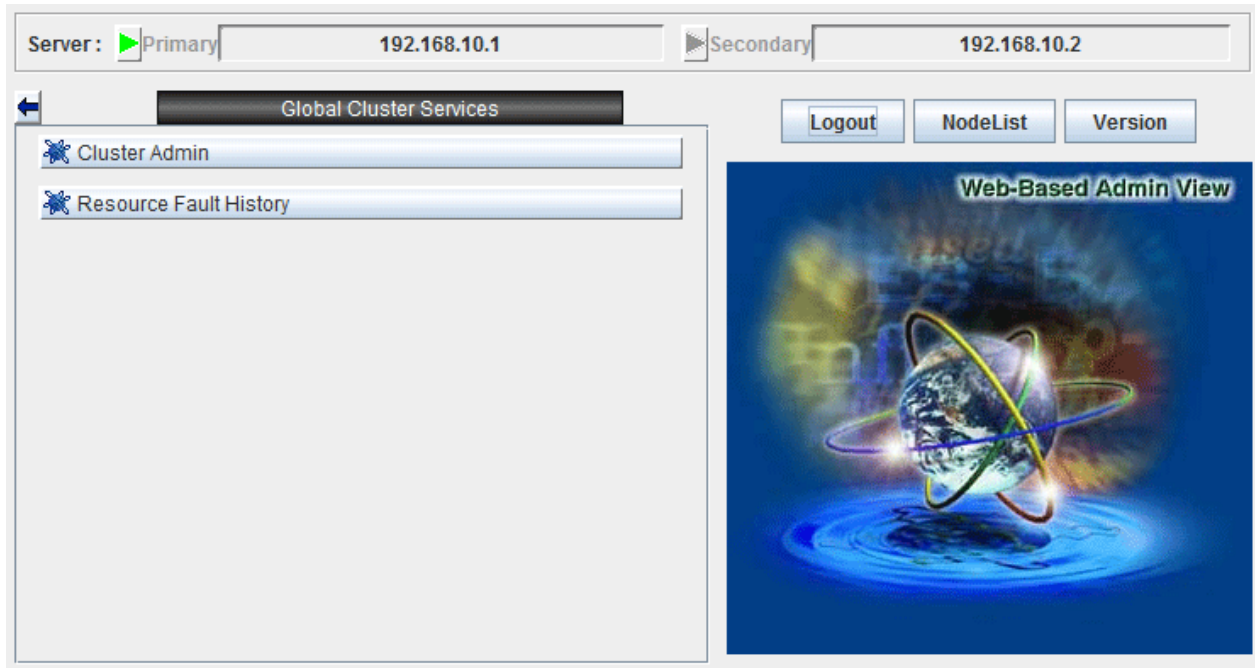 Server : Primary 192.168.10.1 Secondary 192.168.10.2
Global Cluster Services
Logout NodeList Version
Cluster Admin
Resource Fault History
Web-Based Admin View